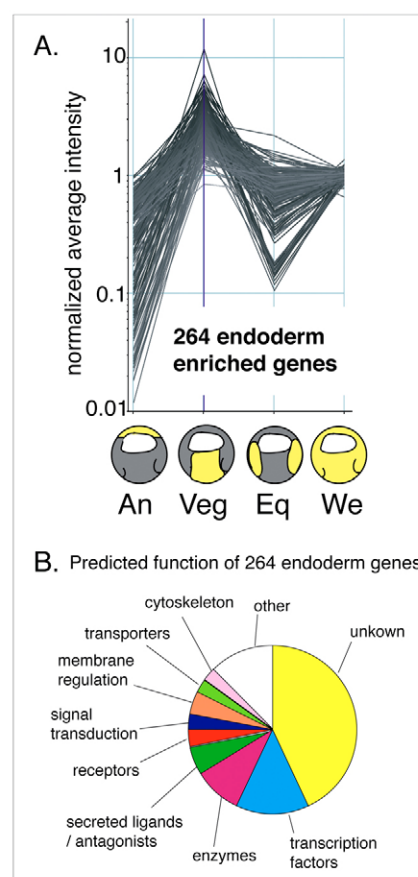 A.
normalized average intensity
10
1
0.1
0.01
264 endoderm
enriched genes
An Veg Eq We
B. Predicted function of 264 endoderm genes
cytoskeleton
other
unkown
transporters
membrane
regulation
signal
transduction
receptors
secreted ligands
/ antagonists
enzymes
transcription
factors